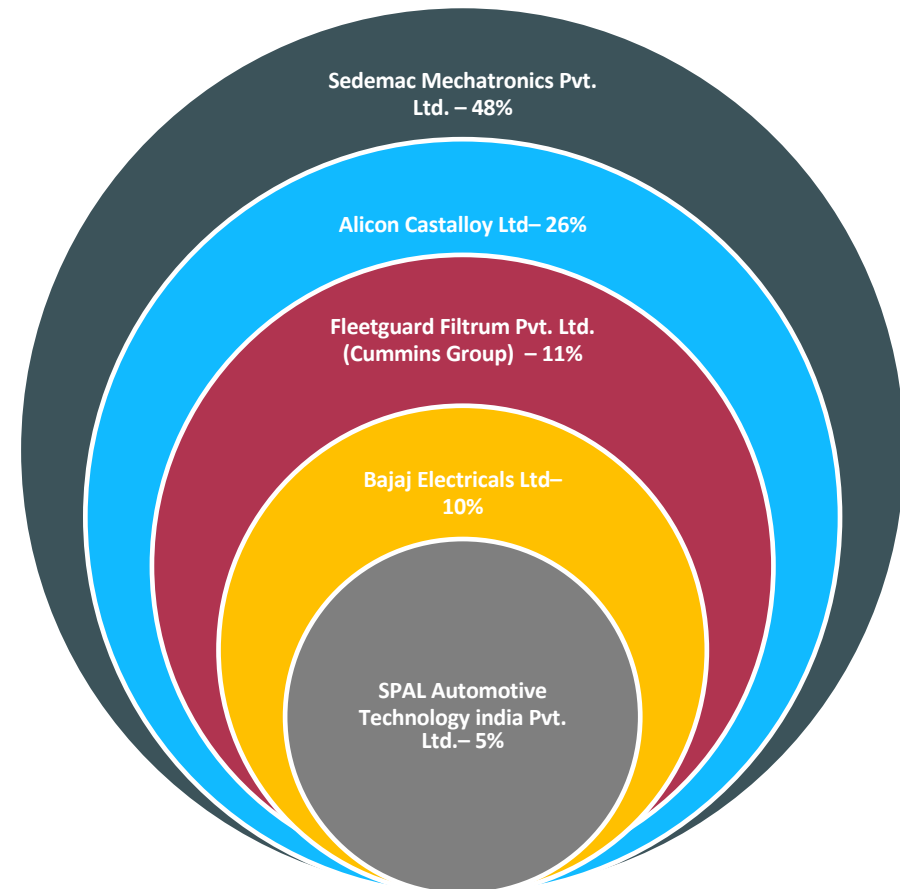 Sedemac Mechatronics Pvt.
Ltd. – 48%
Alicon Castalloy Ltd– 26%
Fleetguard Filtrum Pvt. Ltd.
(Cummins Group)  – 11%
Bajaj Electricals Ltd–
10%
SPAL Automotive
Technology india Pvt.
Ltd.– 5%